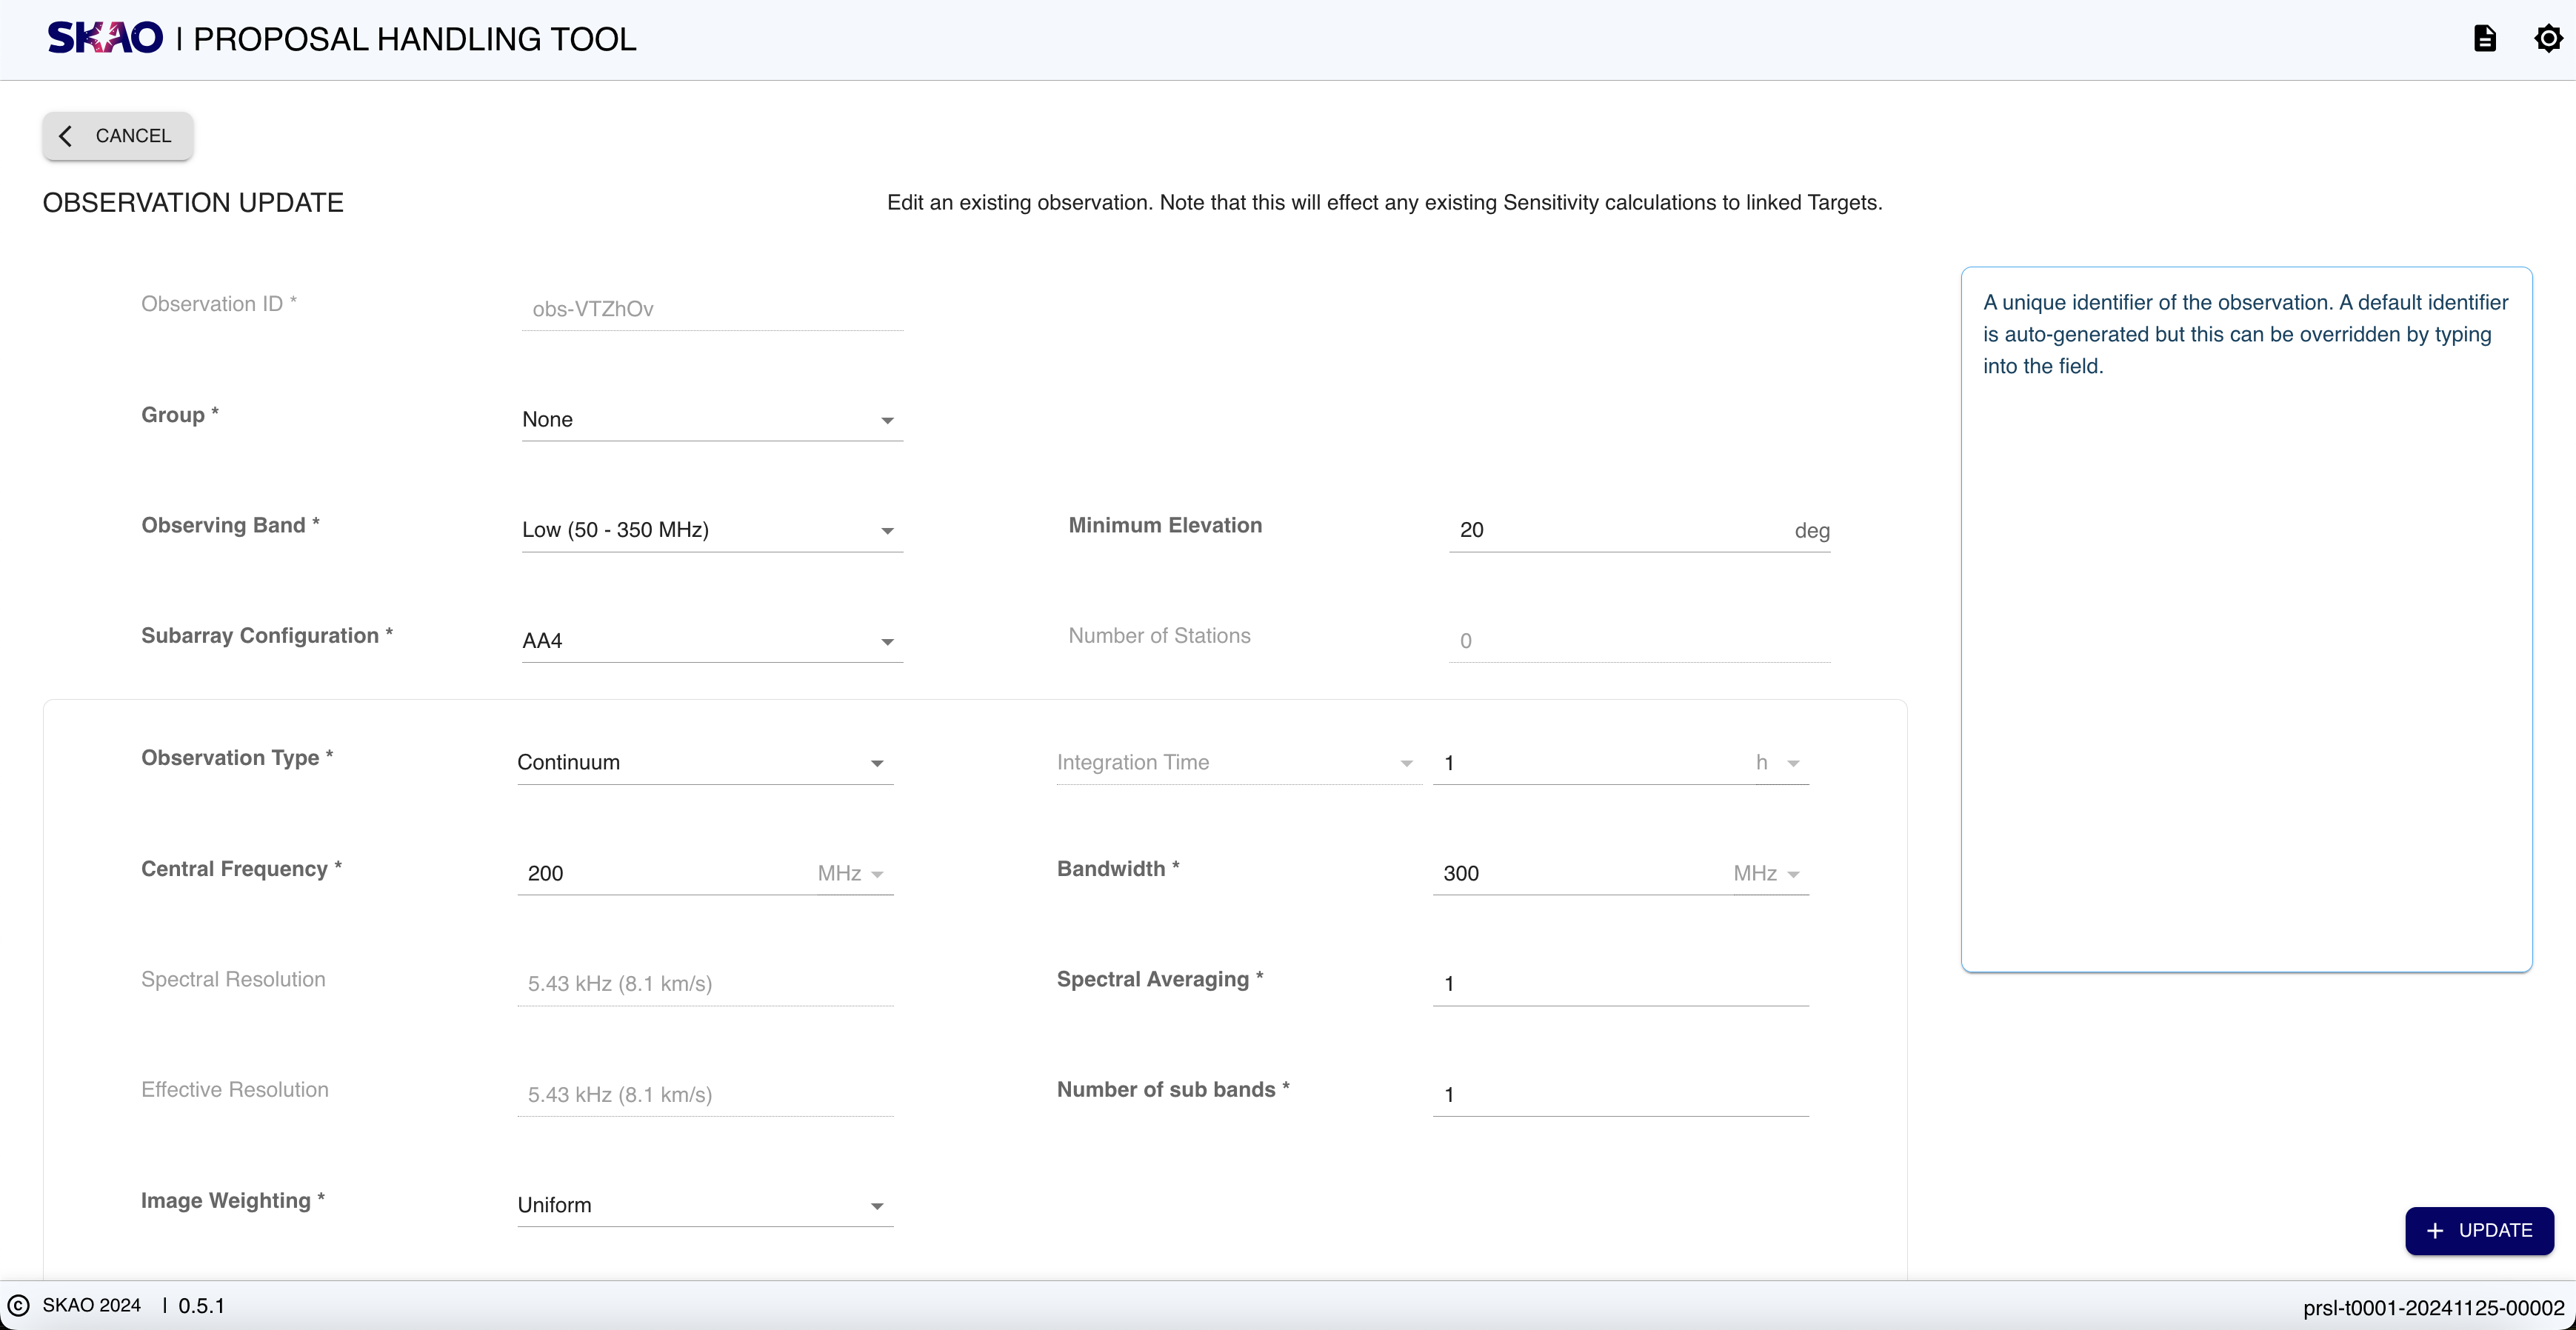 SKAO | PROPOSAL HANDLING TOOL
CANCEL
OBSERVATION UPDATE
Edit an existing observation. Note that this will effect any existing Sensitivity calculations to linked Targets.
Observation ID * obs-VTZhOv
A unique identifier of the observation. A default identifier
is auto-generated but this can be overridden by typing
into the field.
Group * None
Observing Band * Low (50 - 350 MHz) Minimum Elevation 20 deg
Subarray Configuration * AA4 Number of Stations 0
Observation Type * Continuum Integration Time 1 h
Central Frequency * 200 MHz Bandwidth * 300 MHz
Spectral Resolution 5.43 kHz (8.1 km/s) Spectral Averaging * 1
Effective Resolution 5.43 kHz (8.1 km/s) Number of sub bands * 1
Image Weighting * Uniform
+ UPDATE
© SKAO 2024 | 0.5.1 prsl-t0001-20241125-00002